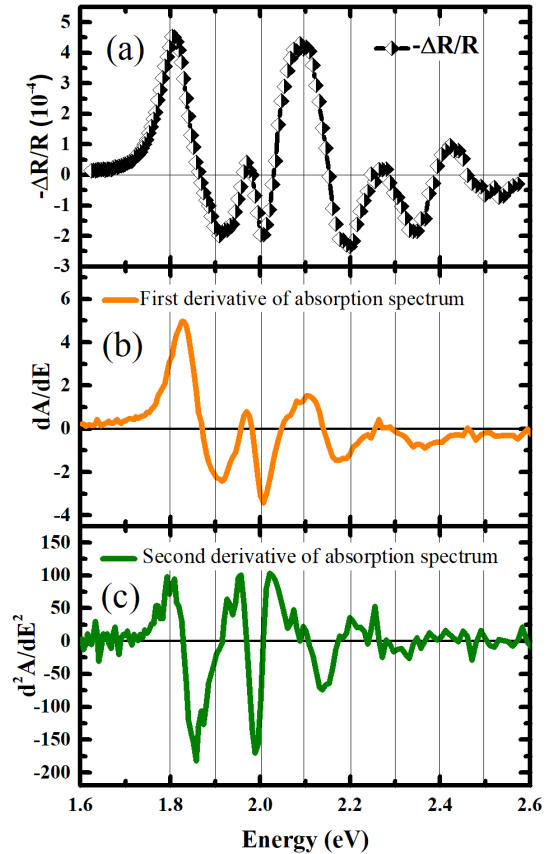 (a)
-ΔR/R
-ΔR/R (10⁻⁴)
5
4
3
2
1
0
-1
-2
-3
First derivative of absorption spectrum
(b)
dA/dE
6
4
2
0
-2
-4
Second derivative of absorption spectrum
(c)
d²A/dE²
150
100
50
0
-50
-100
-150
-200
1.6 1.8 2.0 2.2 2.4 2.6
Energy (eV)